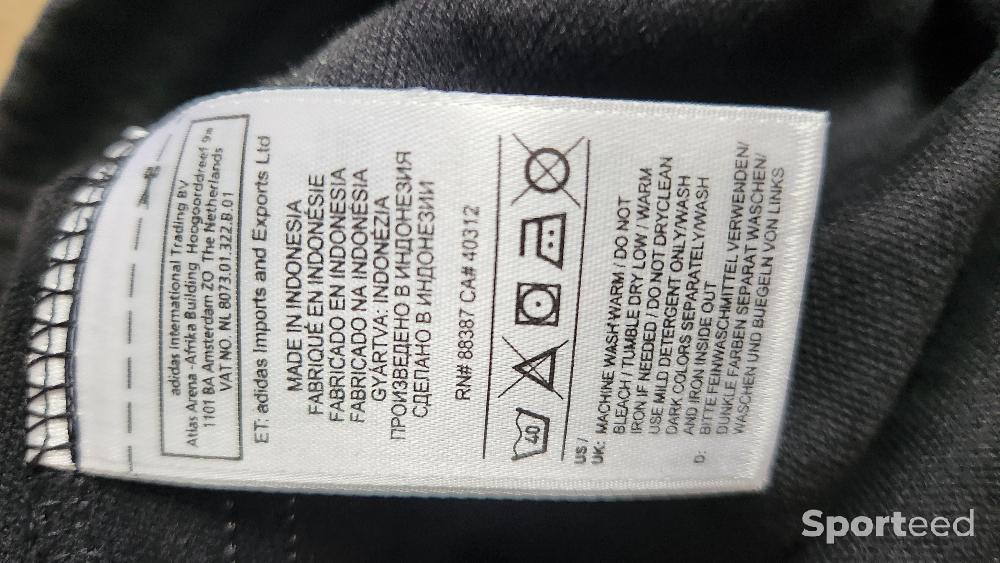 adidas International Trading BV
Atlas Arena - Afrika Building Hoogoorddreef 9a
1101 BA Amsterdam ZO The Netherlands
VAT NO. NL 8073.01.322.B.01
ET: adidas Imports and Exports Ltd
MADE IN INDONESIA
FABRIQUÉ EN INDONÉSIE
FABRICADO EN INDONESIA
FABRICADO NA INDONÉSIA
GYÁRTVA: INDONÉZIA
ПРОИЗВЕДЕНО В ИНДОНЕЗИЯ
СДЕЛАНО В ИНДОНЕЗИИ
RN# 88387 CA# 40312
40
US /
UK: MACHINE WASH WARM / DO NOT
BLEACH / TUMBLE DRY LOW / WARM
IRON IF NEEDED / DO NOT DRYCLEAN
USE MILD DETERGENT ONLY/WASH
DARK COLORS SEPARATELY/WASH
AND IRON INSIDE OUT
D: BITTE FEINWASCHMITTEL VERWENDEN/
DUNKLE FARBEN SEPARAT WASCHEN/
WASCHEN UND BUEGELN VON LINKS
Sporteed